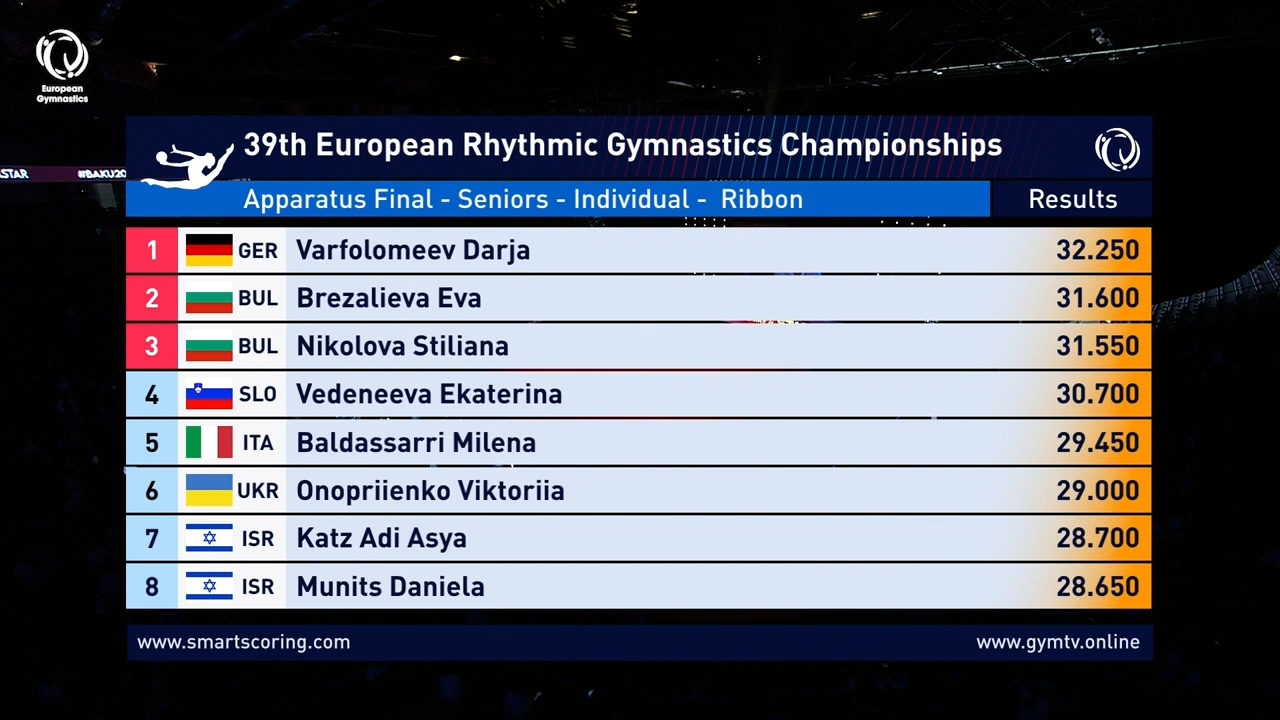 European
Gymnastics
39th European Rhythmic Gymnastics Championships
STAR #BAKU20
Apparatus Final - Seniors - Individual - Ribbon Results
1 GER Varfolomeev Darja 32.250
2 BUL Brezalieva Eva 31.600
3 BUL Nikolova Stiliana 31.550
4 SLO Vedeneeva Ekaterina 30.700
5 ITA Baldassarri Milena 29.450
6 UKR Onopriienko Viktoriia 29.000
7 ISR Katz Adi Asya 28.700
8 ISR Munits Daniela 28.650
www.smartscoring.com www.gymtv.online